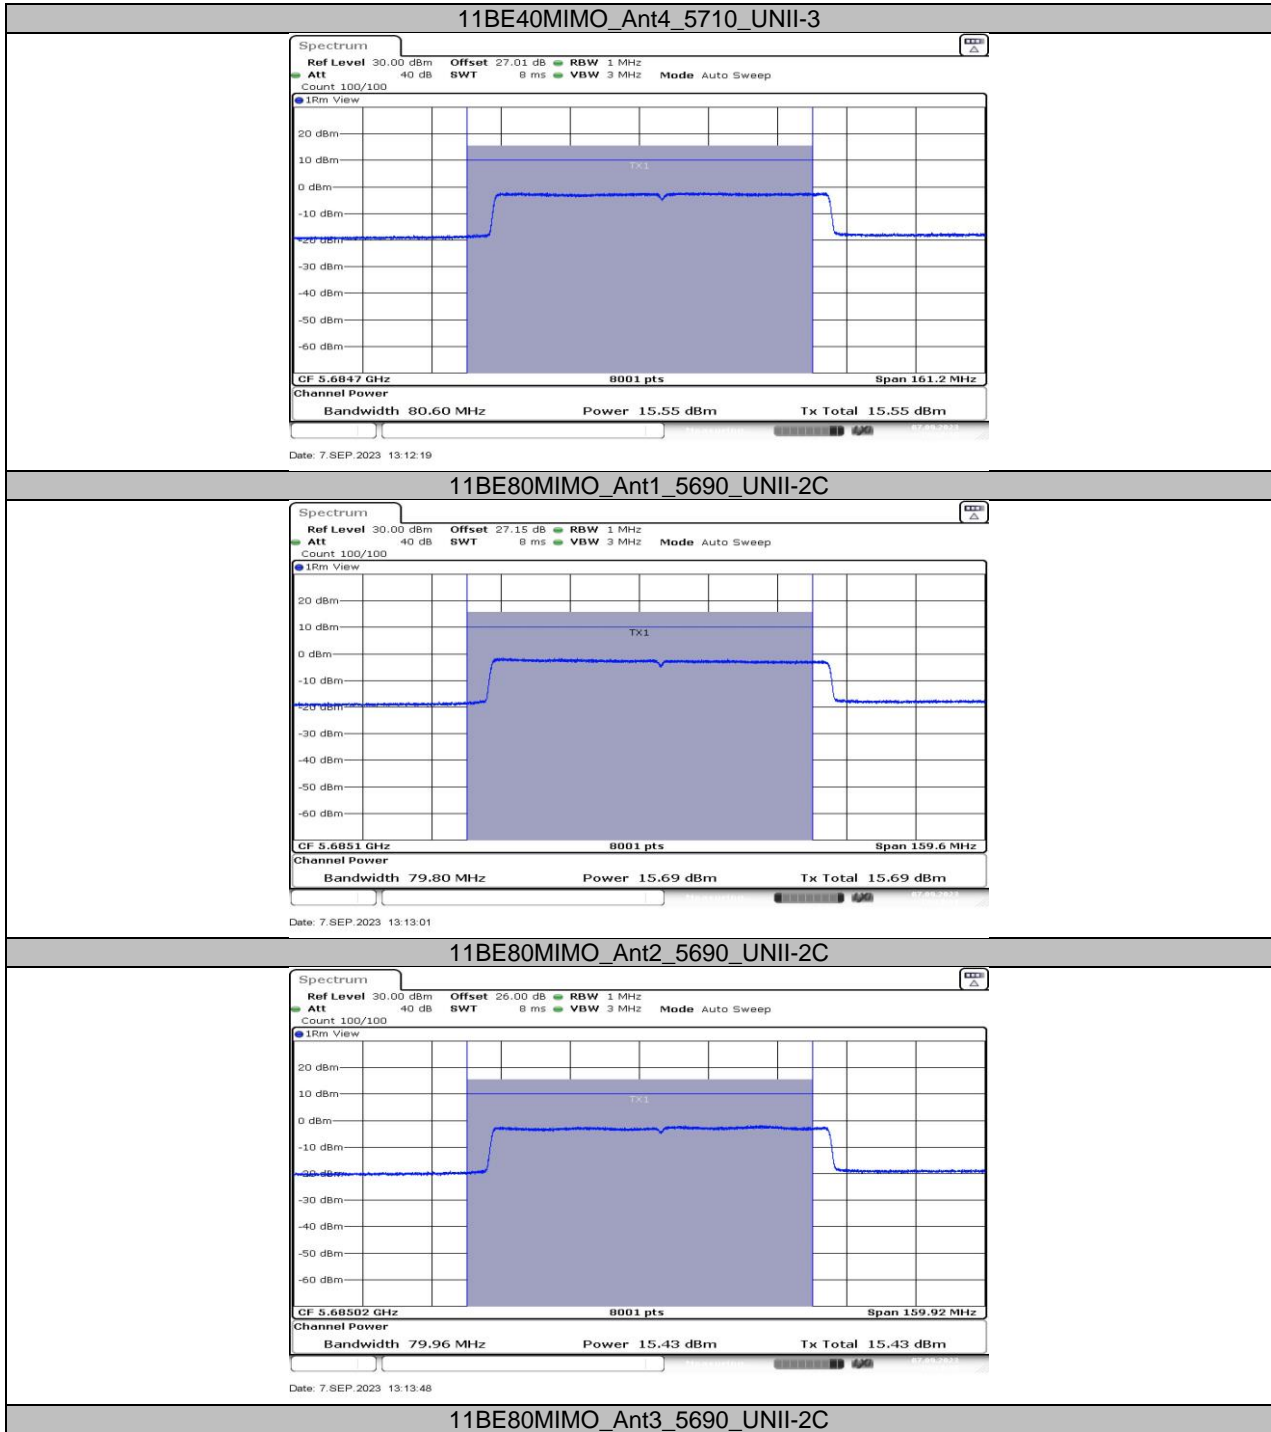 11BE40MIMO_Ant4_5710_UNII-3
Spectrum
Ref Level 30.00 dBm Offset 27.01 dB RBW 1 MHz
Att 40 dB SWT 8 ms VBW 3 MHz Mode Auto Sweep
Count 100/100
1Rm View
20 dBm
10 dBm
TX1
0 dBm
-10 dBm
-20 dBm
-30 dBm
-40 dBm
-50 dBm
-60 dBm
CF 5.6847 GHz 8001 pts Span 161.2 MHz
Channel Power
Bandwidth 80.60 MHz Power 15.55 dBm Tx Total 15.55 dBm
Date: 7.SEP.2023 13:12:19
11BE80MIMO_Ant1_5690_UNII-2C
Spectrum
Ref Level 30.00 dBm Offset 27.15 dB RBW 1 MHz
Att 40 dB SWT 8 ms VBW 3 MHz Mode Auto Sweep
Count 100/100
1Rm View
20 dBm
10 dBm
TX1
0 dBm
-10 dBm
-20 dBm
-30 dBm
-40 dBm
-50 dBm
-60 dBm
CF 5.6851 GHz 8001 pts Span 159.6 MHz
Channel Power
Bandwidth 79.80 MHz Power 15.69 dBm Tx Total 15.69 dBm
Date: 7.SEP.2023 13:13:01
11BE80MIMO_Ant2_5690_UNII-2C
Spectrum
Ref Level 30.00 dBm Offset 26.00 dB RBW 1 MHz
Att 40 dB SWT 8 ms VBW 3 MHz Mode Auto Sweep
Count 100/100
1Rm View
20 dBm
10 dBm
TX1
0 dBm
-10 dBm
-20 dBm
-30 dBm
-40 dBm
-50 dBm
-60 dBm
CF 5.68502 GHz 8001 pts Span 159.92 MHz
Channel Power
Bandwidth 79.96 MHz Power 15.43 dBm Tx Total 15.43 dBm
Date: 7.SEP.2023 13:13:48
11BE80MIMO_Ant3_5690_UNII-2C